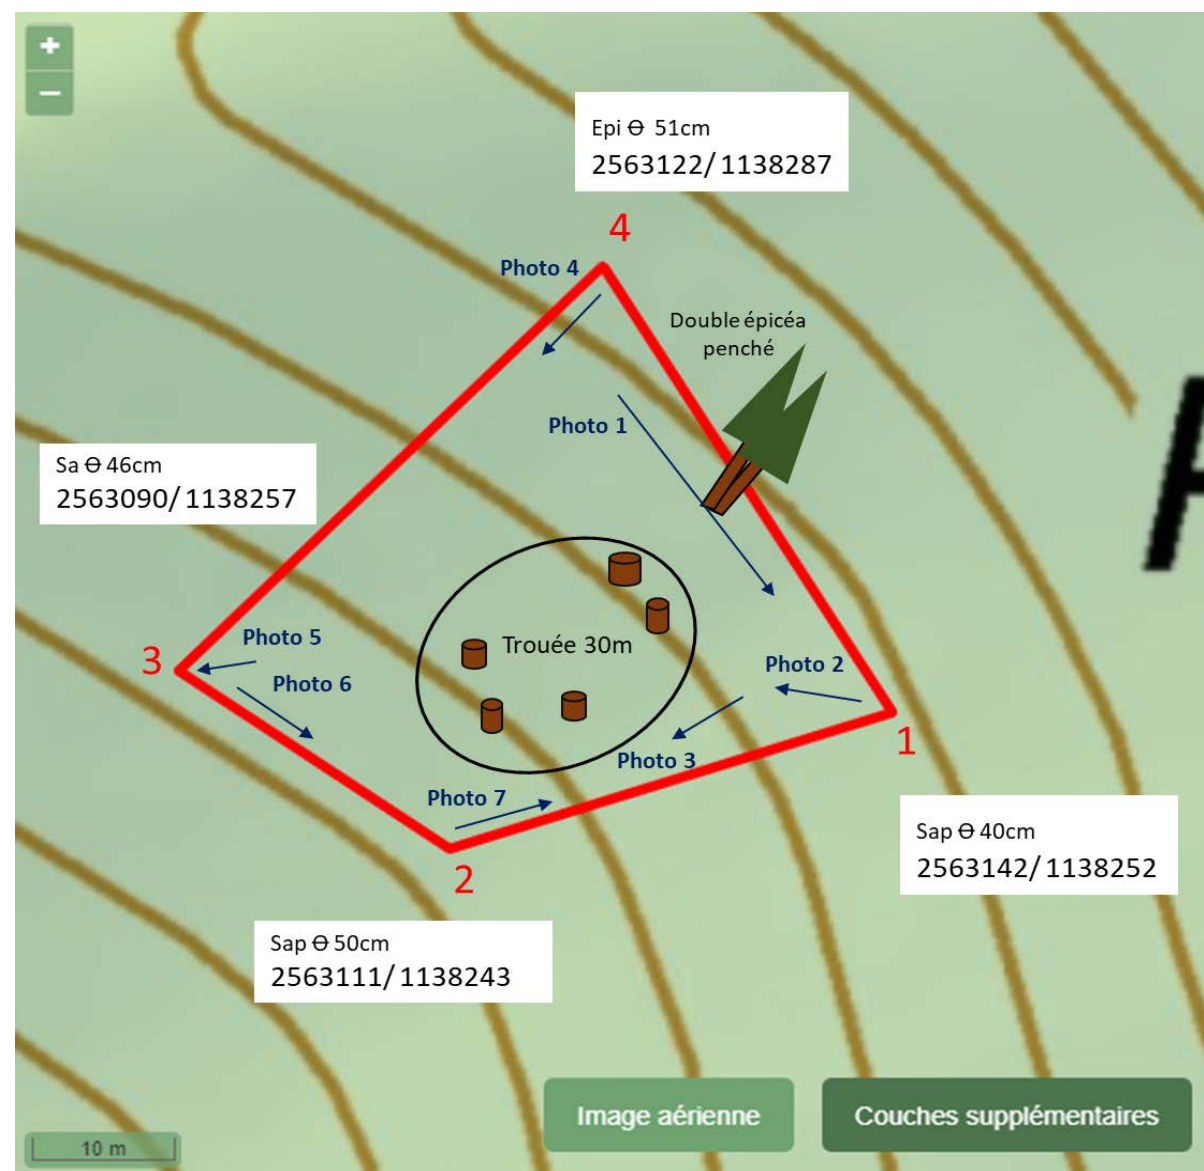 +
−
Epi Ө 51cm
2563122/ 1138287
4
Photo 4
Double épicéa
penché
Photo 1
Sa Ө 46cm
2563090/ 1138257
Trouée 30m
Photo 5
3
Photo 2
Photo 6
1
Photo 3
Photo 7
Sap Ө 40cm
2563142/ 1138252
2
Sap Ө 50cm
2563111/ 1138243
Image aérienne
Couches supplémentaires
10 m